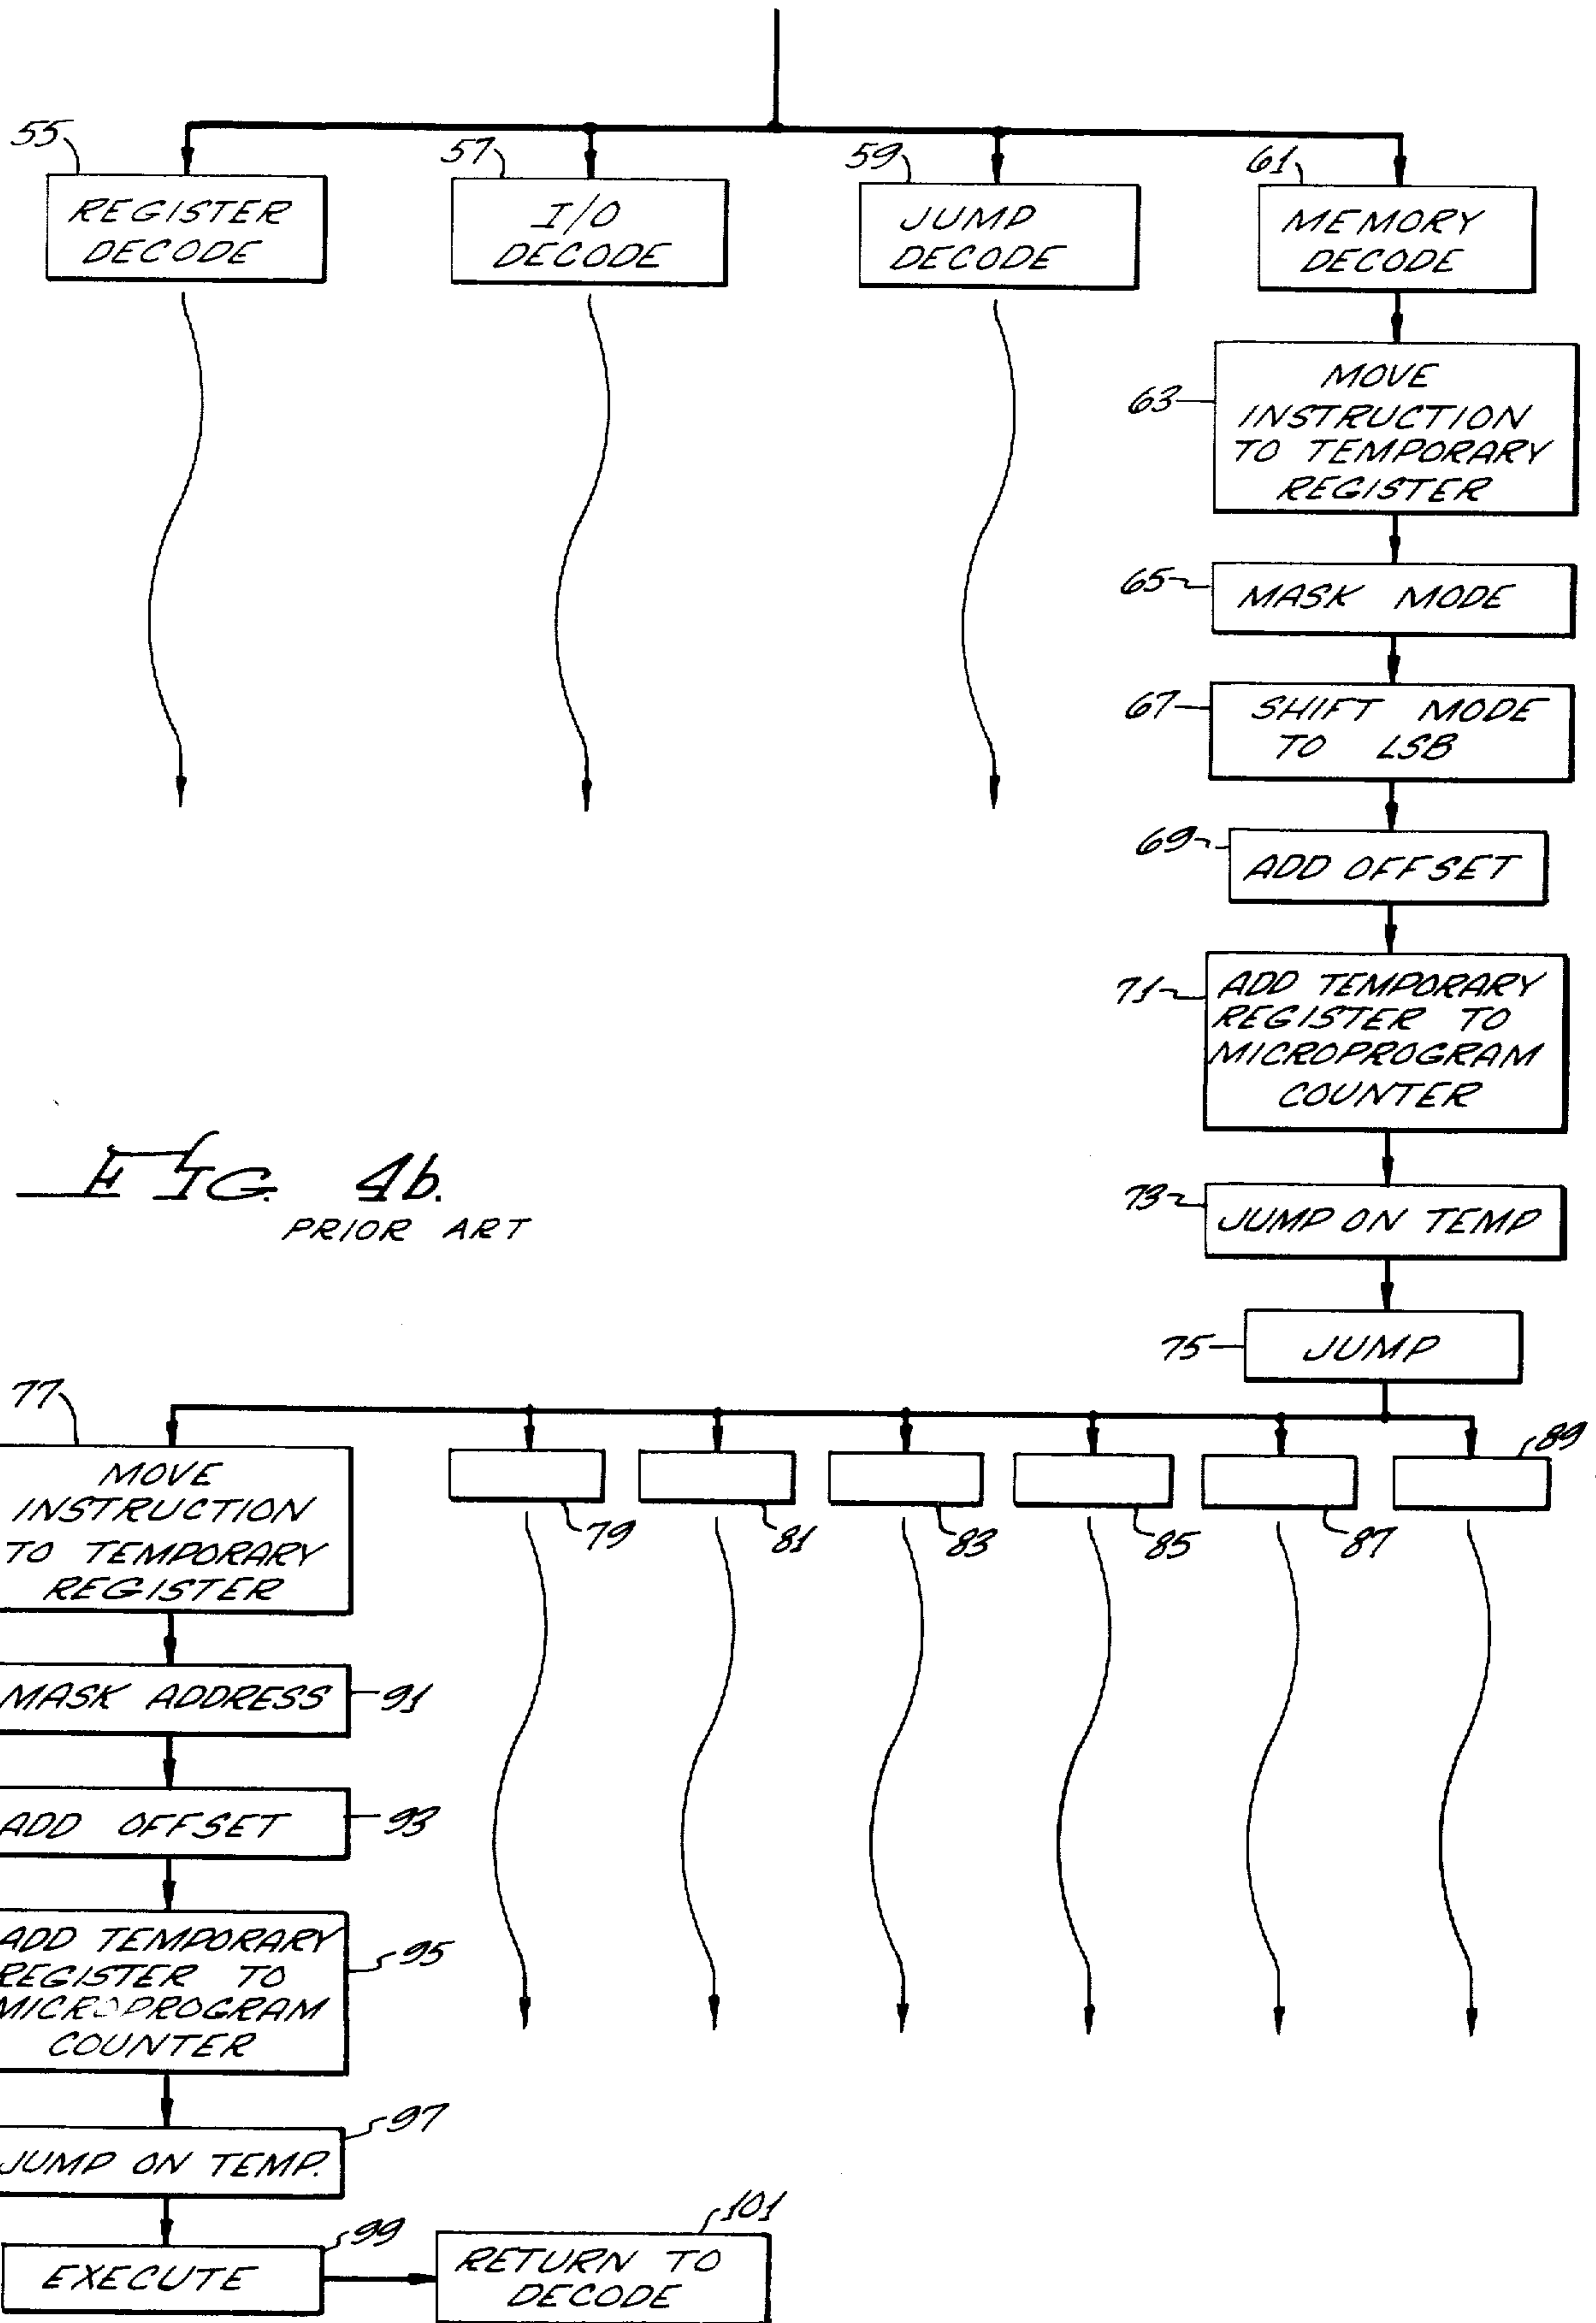 55
57
59
61
REGISTER
DECODE
I/O
DECODE
JUMP
DECODE
MEMORY
DECODE
63
MOVE
INSTRUCTION
TO TEMPORARY
REGISTER
65
MASK MODE
67
SHIFT MODE
TO LSB
69
ADD OFFSET
71
ADD TEMPORARY
REGISTER TO
MICROPROGRAM
COUNTER
FIG. 4b.
PRIOR ART
73
JUMP ON TEMP
75
JUMP
77
MOVE
INSTRUCTION
TO TEMPORARY
REGISTER
79
81
83
85
87
89
MASK ADDRESS
91
ADD OFFSET
93
ADD TEMPORARY
REGISTER TO
MICROPROGRAM
COUNTER
95
JUMP ON TEMP.
97
EXECUTE
99
RETURN TO
DECODE
101